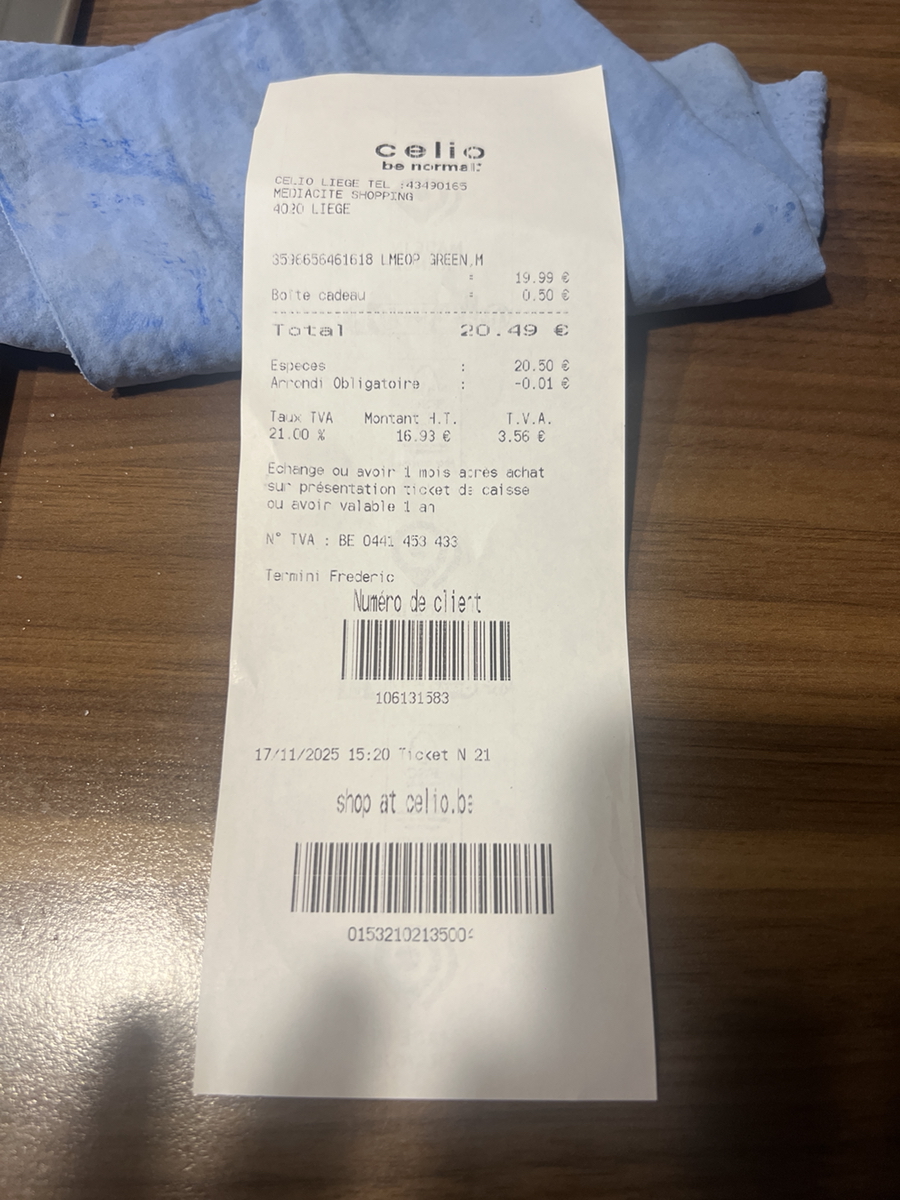 celio
be normal:
CELIO LIEGE TEL :43490165
MEDIACITE SHOPPING
4020 LIEGE
3596656461618 LMEOP GREEN,M
: 19.99 €
Boîte cadeau : 0.50 €
Total 20.49 €
Especes : 20.50 €
Arrondi Obligatoire : -0.01 €
Taux TVA Montant H.T. T.V.A.
21.00 % 16.93 € 3.56 €
Echange ou avoir 1 mois après achat
sur présentation ticket de caisse
ou avoir valable 1 an
N° TVA : BE 0441 453 433
Termini Frederic
Numéro de client
106131583
17/11/2025 15:20 Ticket N 21
shop at celio.be